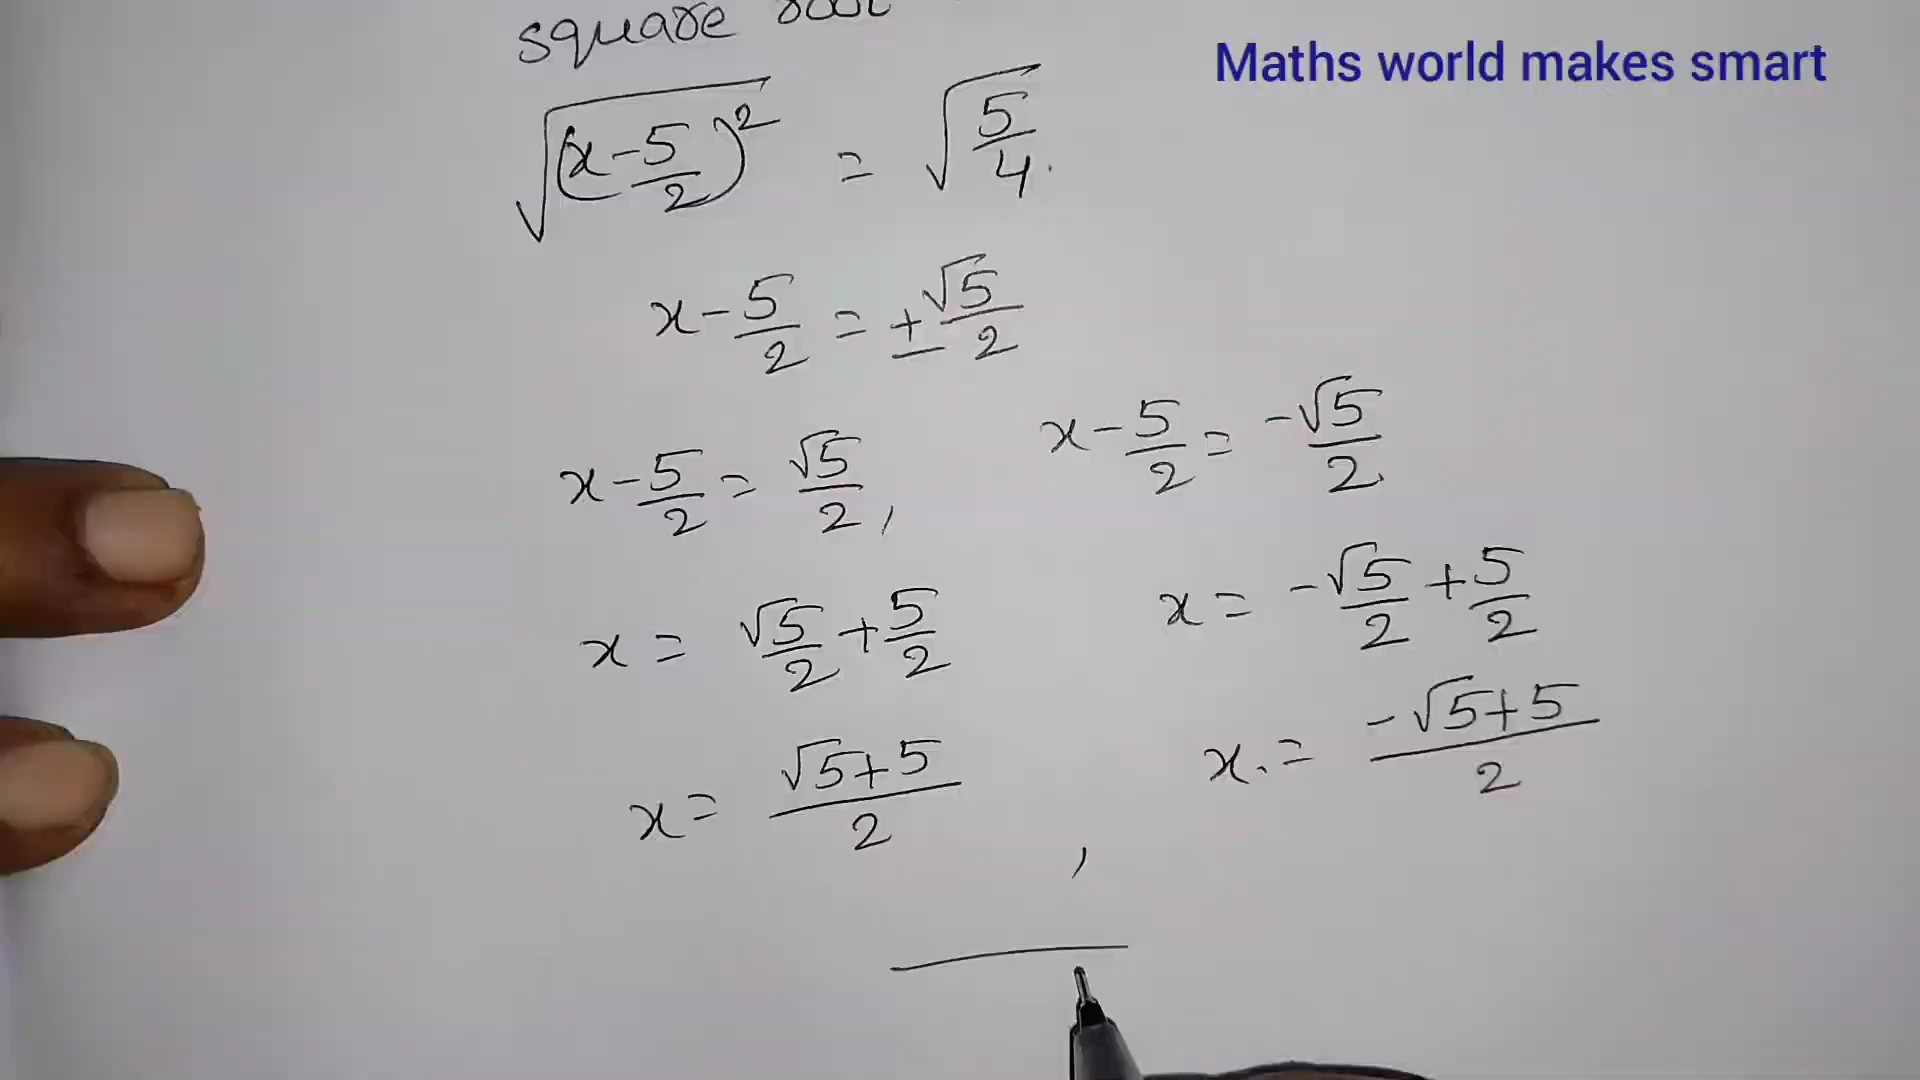 square root
Maths world makes smart
√(x-5/2)² = √5/4.
x-5/2 = ±√5/2
x-5/2 = √5/2, x-5/2 = -√5/2
x = √5/2+5/2 x = -√5/2+5/2
x = √5+5/2 , x. = -√5+5/2